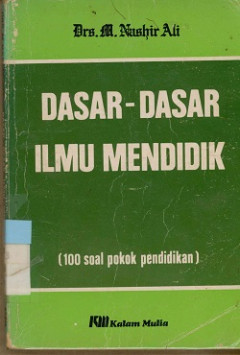 Drs. M. Nashir Ali
DASAR-DASAR
ILMU MENDIDIK
(100 soal pokok pendidikan)
KM Kalam Mulia